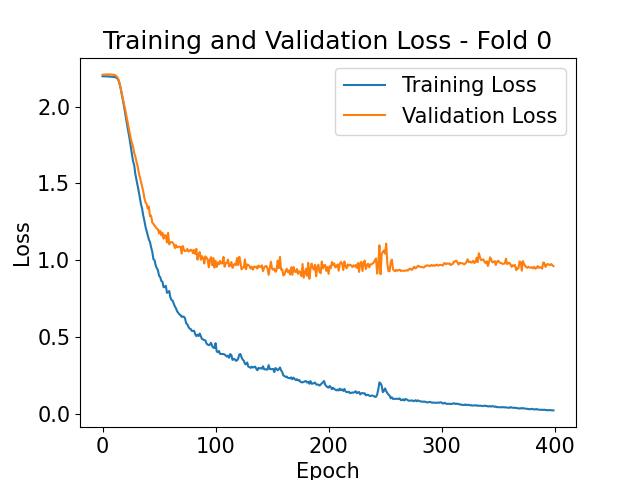 Training and Validation Loss - Fold 0
Training Loss
Validation Loss
2.0
1.5
1.0
0.5
0.0
Loss
0 100 200 300 400
Epoch